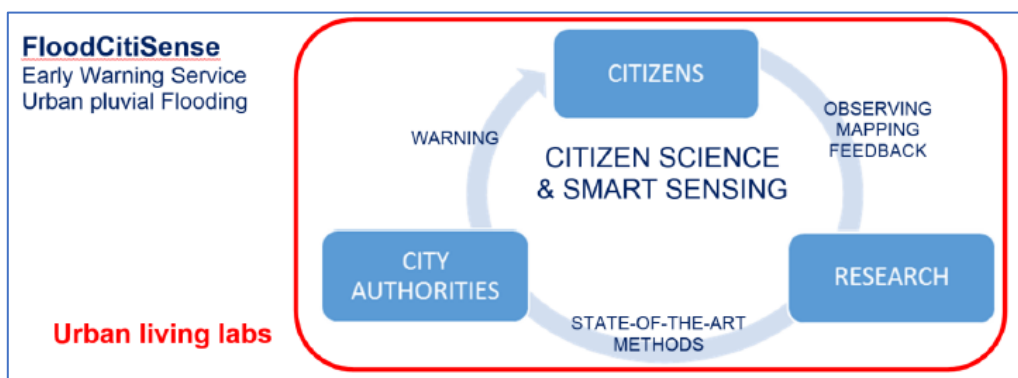 FloodCitiSense
Early Warning Service
Urban pluvial Flooding
CITIZENS
WARNING
OBSERVING
MAPPING
FEEDBACK
CITIZEN SCIENCE
& SMART SENSING
CITY
AUTHORITIES
RESEARCH
STATE-OF-THE-ART
METHODS
Urban living labs